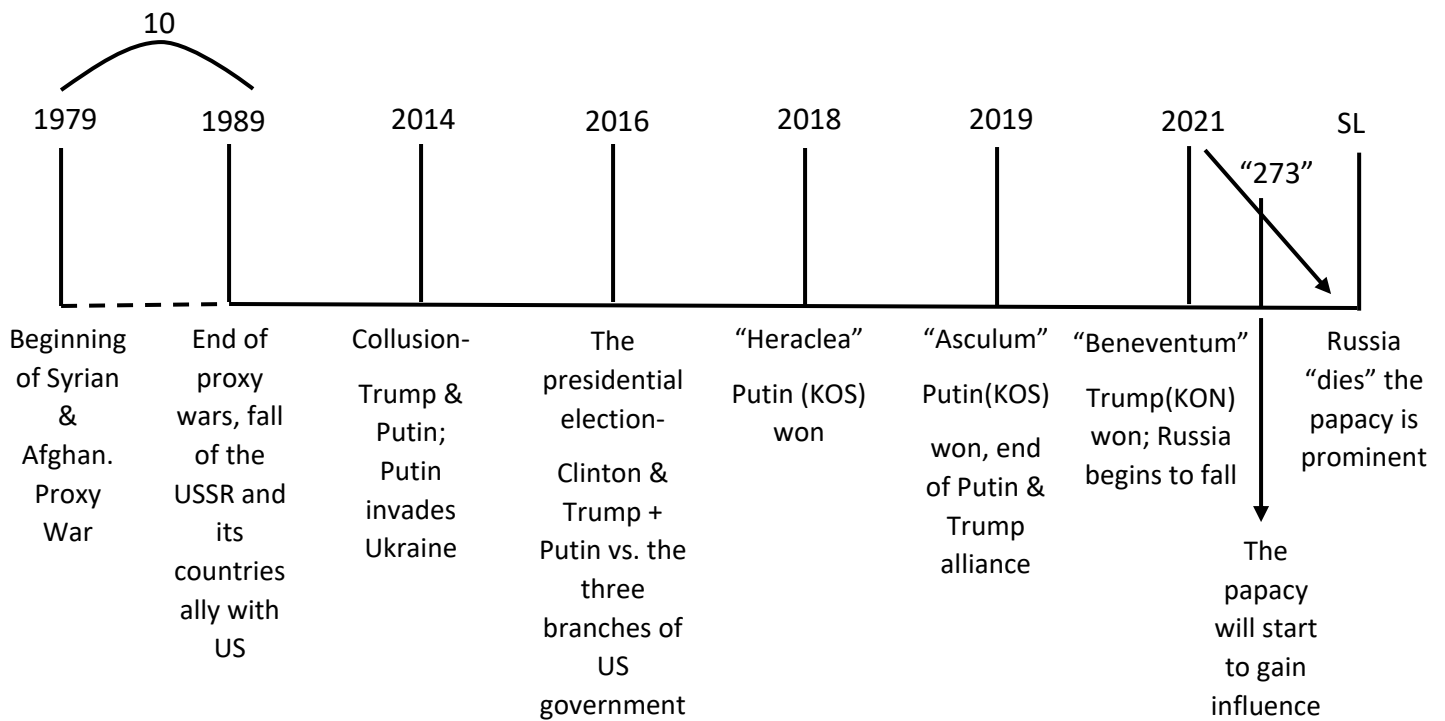 10
1979
1989
2014
2016
2018
2019
2021
SL
“273”
Beginning
of Syrian
&
Afghan.
Proxy
War
End of
proxy
wars, fall
of the
USSR and
its
countries
ally with
US
Collusion-
Trump &
Putin;
Putin
invades
Ukraine
The
presidential
election-
Clinton &
Trump +
Putin vs. the
three
branches of
US
government
“Heraclea”
Putin (KOS)
won
“Asculum”
Putin(KOS)
won, end
of Putin &
Trump
alliance
“Beneventum”
Trump(KON)
won; Russia
begins to fall
The
papacy
will start
to gain
influence
Russia
“dies” the
papacy is
prominent